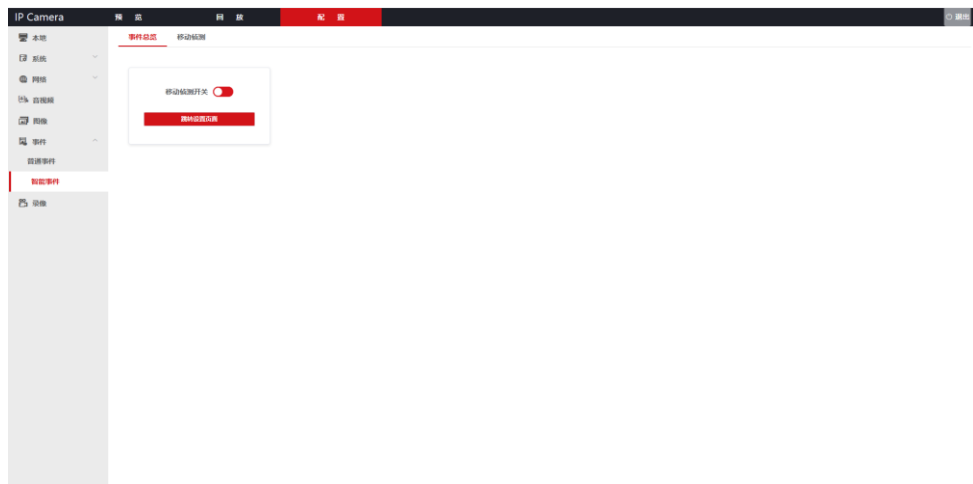 IP Camera
预 览
回 放
配 置
退出
本地
系统
网络
音视频
图像
事件
普通事件
智能事件
录像
事件总览
移动侦测
移动侦测开关
跳转设置页面